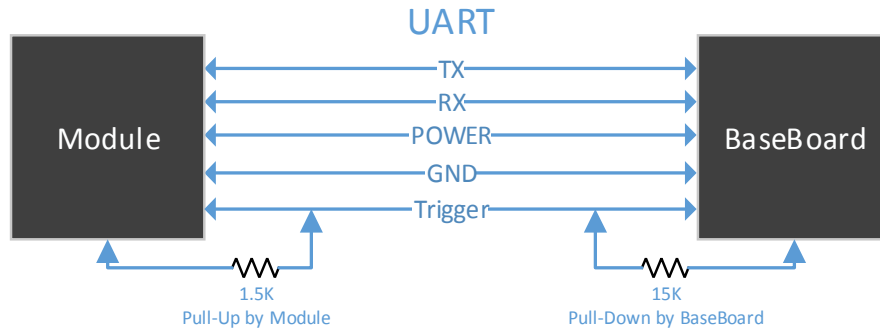 UART
TX
RX
Module
POWER
BaseBoard
GND
Trigger
1.5K
Pull-Up by Module
15K
Pull-Down by BaseBoard